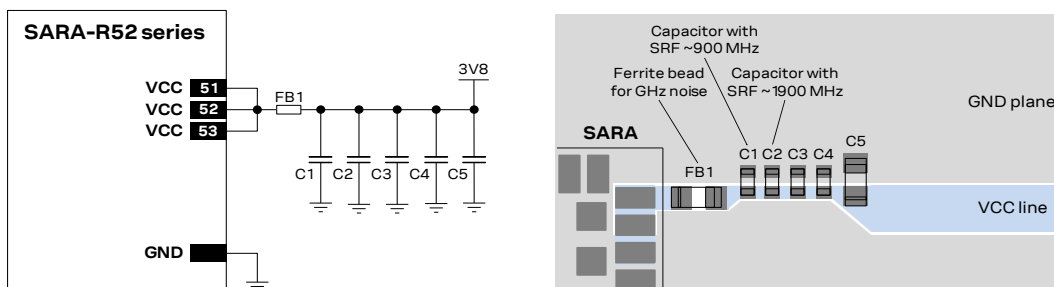 SARA-R52 series
VCC 51
VCC 52
VCC 53
FB1
3V8
C1 C2 C3 C4 C5
GND
Capacitor with
SRF ~900 MHz
Ferrite bead
for GHz noise
Capacitor with
SRF ~1900 MHz
GND plane
SARA
FB1
C1 C2 C3 C4 C5
VCC line